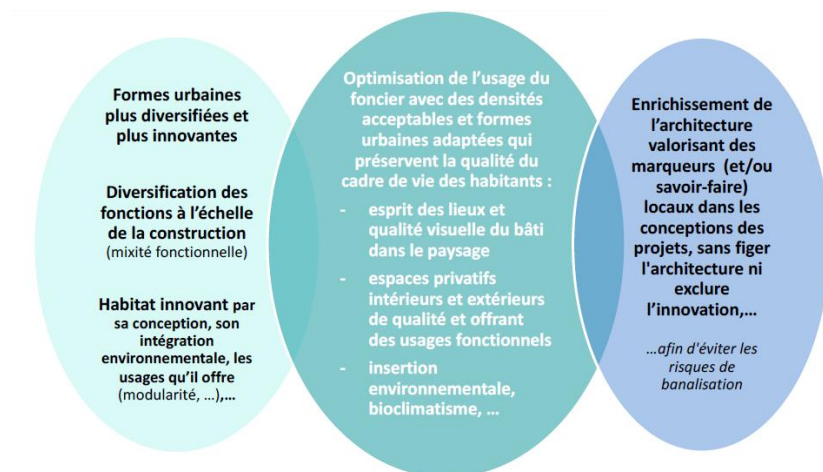 Formes urbaines
plus diversifiées et
plus innovantes
Diversification des
fonctions à l'échelle
de la construction
(mixité fonctionnelle)
Habitat innovant par
sa conception, son
intégration
environnementale, les
usages qu'il offre
(modularité, …),…
Optimisation de l'usage du
foncier avec des densités
acceptables et formes
urbaines adaptées qui
préservent la qualité du
cadre de vie des habitants :
- esprit des lieux et
qualité visuelle du bâti
dans le paysage
- espaces privatifs
intérieurs et extérieurs
de qualité et offrant
des usages fonctionnels
- insertion
environnementale,
bioclimatisme, …
Enrichissement de
l'architecture
valorisant des
marqueurs (et/ou
savoir-faire)
locaux dans les
conceptions des
projets, sans figer
l'architecture ni
exclure
l'innovation,…
…afin d'éviter les
risques de
banalisation